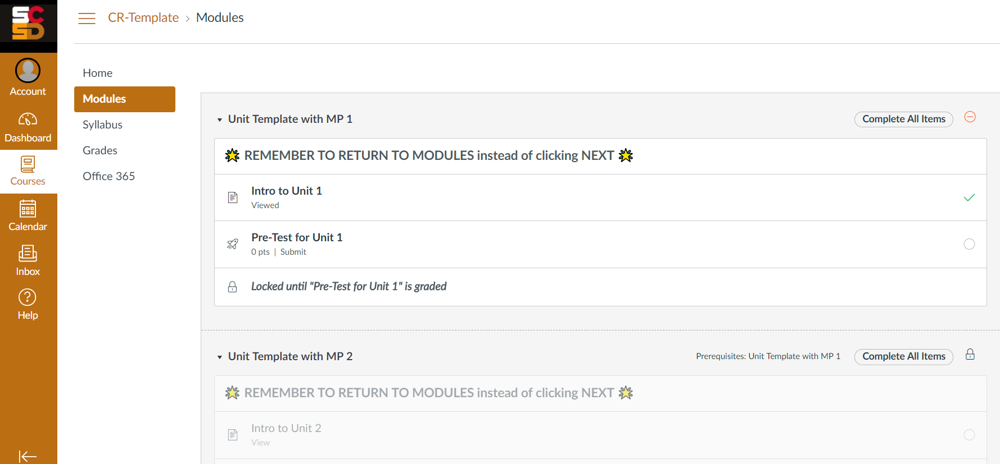 SC
SD
CR-Template › Modules
Account
Dashboard
Courses
Calendar
Inbox
Help
Home
Modules
Syllabus
Grades
Office 365
Unit Template with MP 1
Complete All Items
REMEMBER TO RETURN TO MODULES instead of clicking NEXT
Intro to Unit 1
Viewed
Pre-Test for Unit 1
0 pts | Submit
Locked until "Pre-Test for Unit 1" is graded
Unit Template with MP 2
Prerequisites: Unit Template with MP 1
Complete All Items
REMEMBER TO RETURN TO MODULES instead of clicking NEXT
Intro to Unit 2
View